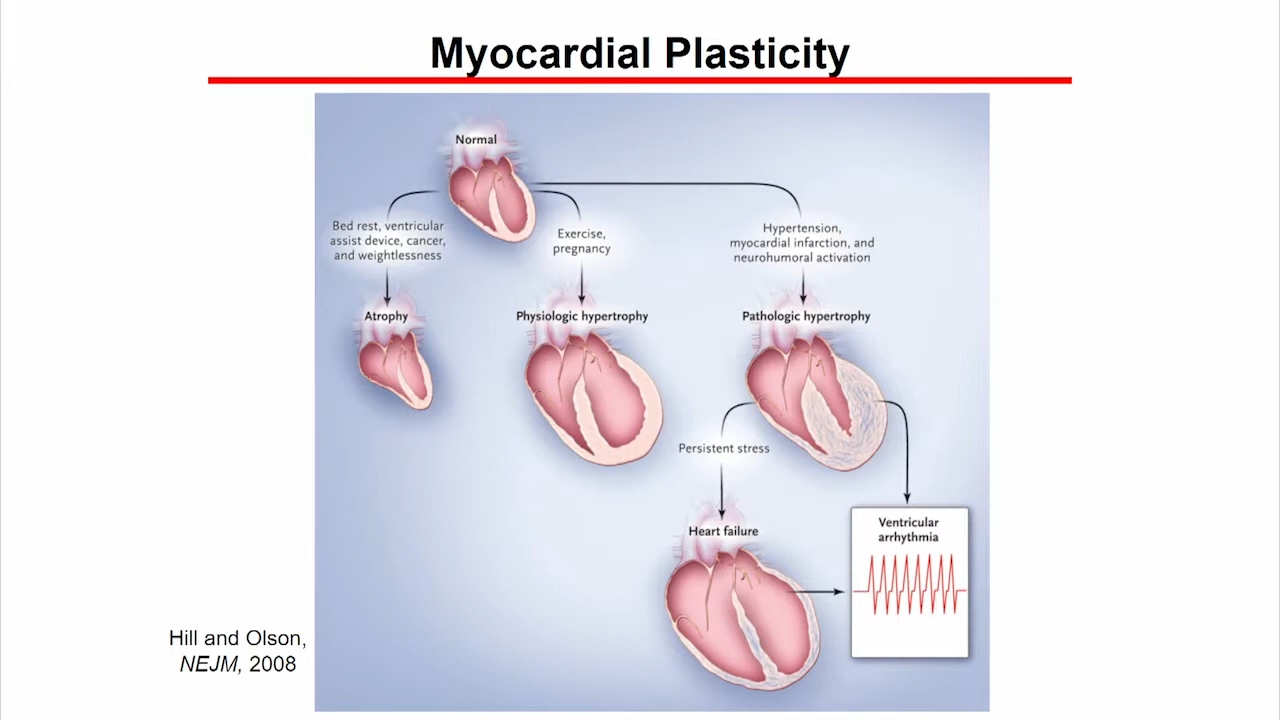 Myocardial Plasticity
Normal
Bed rest, ventricular
assist device, cancer,
and weightlessness
Exercise,
pregnancy
Hypertension,
myocardial infarction, and
neurohumoral activation
Atrophy
Physiologic hypertrophy
Pathologic hypertrophy
Persistent stress
Heart failure
Ventricular
arrhythmia
Hill and Olson,
NEJM, 2008